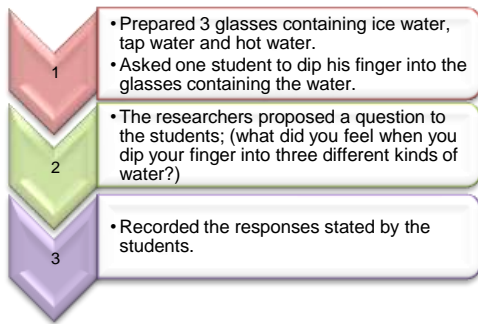 1
• Prepared 3 glasses containing ice water,
tap water and hot water.
• Asked one student to dip his finger into the
glasses containing the water.
2
• The researchers proposed a question to
the students; (what did you feel when you
dip your finger into three different kinds of
water?)
3
• Recorded the responses stated by the
students.